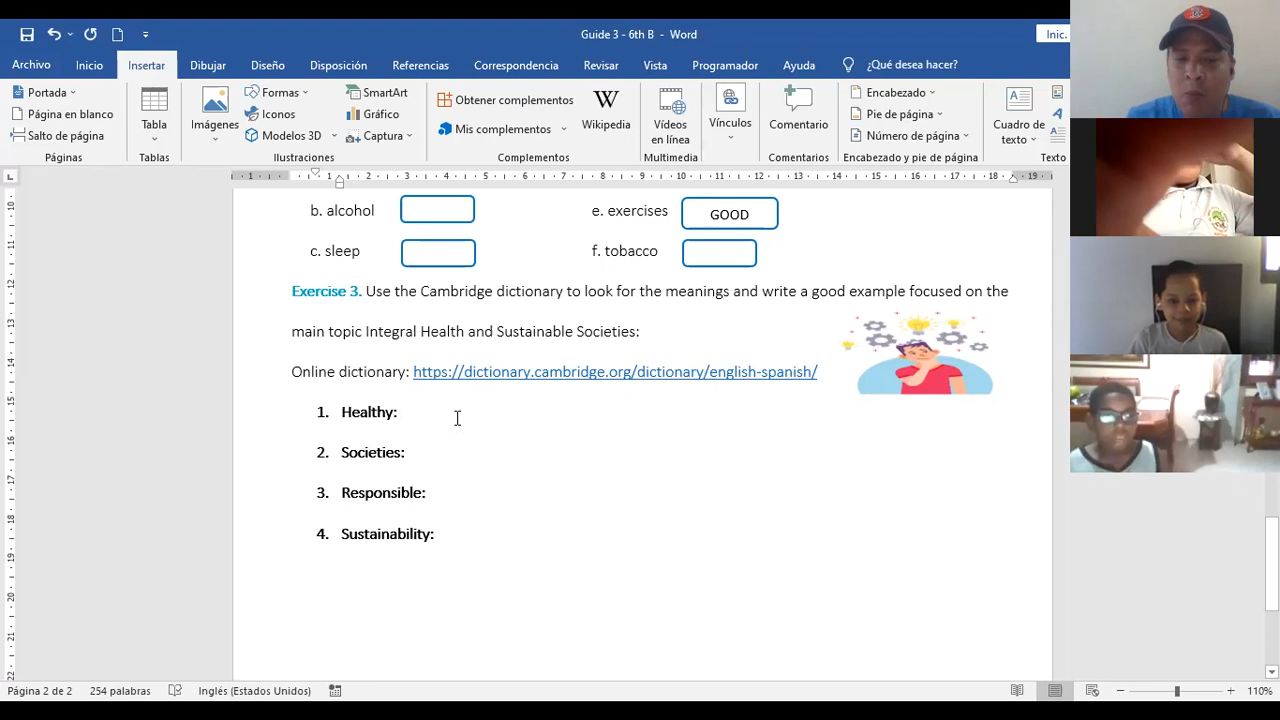 Guide 3 - 6th B - Word
Inic.
Archivo Inicio Insertar Dibujar Diseño Disposición Referencias Correspondencia Revisar Vista Programador Ayuda ¿Qué desea hacer?
Portada
Página en blanco
Salto de página
Páginas
Tabla
Tablas
Imágenes
Formas
Iconos
Modelos 3D
SmartArt
Gráfico
Captura
Ilustraciones
Obtener complementos
Mis complementos
Wikipedia
Complementos
Vídeos
en línea
Multimedia
Vínculos
Comentario
Comentarios
Encabezado
Pie de página
Número de página
Encabezado y pie de página
Cuadro de
texto
Texto
b. alcohol
e. exercises GOOD
c. sleep
f. tobacco
Exercise 3. Use the Cambridge dictionary to look for the meanings and write a good example focused on the
main topic Integral Health and Sustainable Societies:
Online dictionary: https://dictionary.cambridge.org/dictionary/english-spanish/
1. Healthy:
2. Societies:
3. Responsible:
4. Sustainability:
Página 2 de 2 254 palabras Inglés (Estados Unidos) 110%